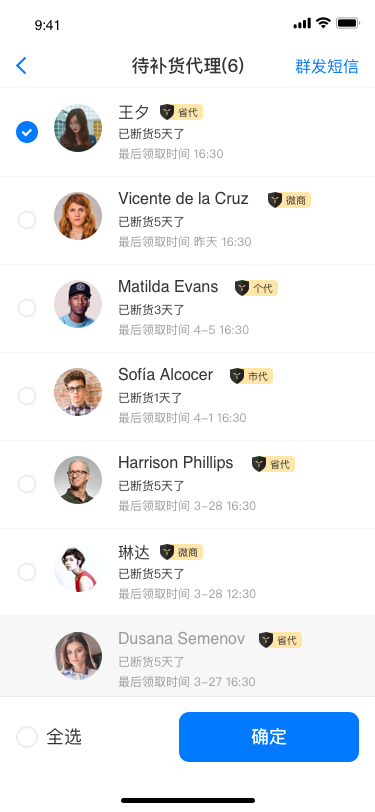 9:41
待补货代理(6)
群发短信
王夕 省代
已断货5天了
最后领取时间 16:30
Vicente de la Cruz 微商
已断货5天了
最后领取时间 昨天 16:30
Matilda Evans 个代
已断货3天了
最后领取时间 4-5 16:30
Sofía Alcocer 市代
已断货1天了
最后领取时间 4-1 16:30
Harrison Phillips 省代
已断货5天了
最后领取时间 3-28 16:30
琳达 微商
已断货5天了
最后领取时间 3-28 12:30
Dusana Semenov 省代
已断货5天了
最后领取时间 3-27 16:30
全选
确定